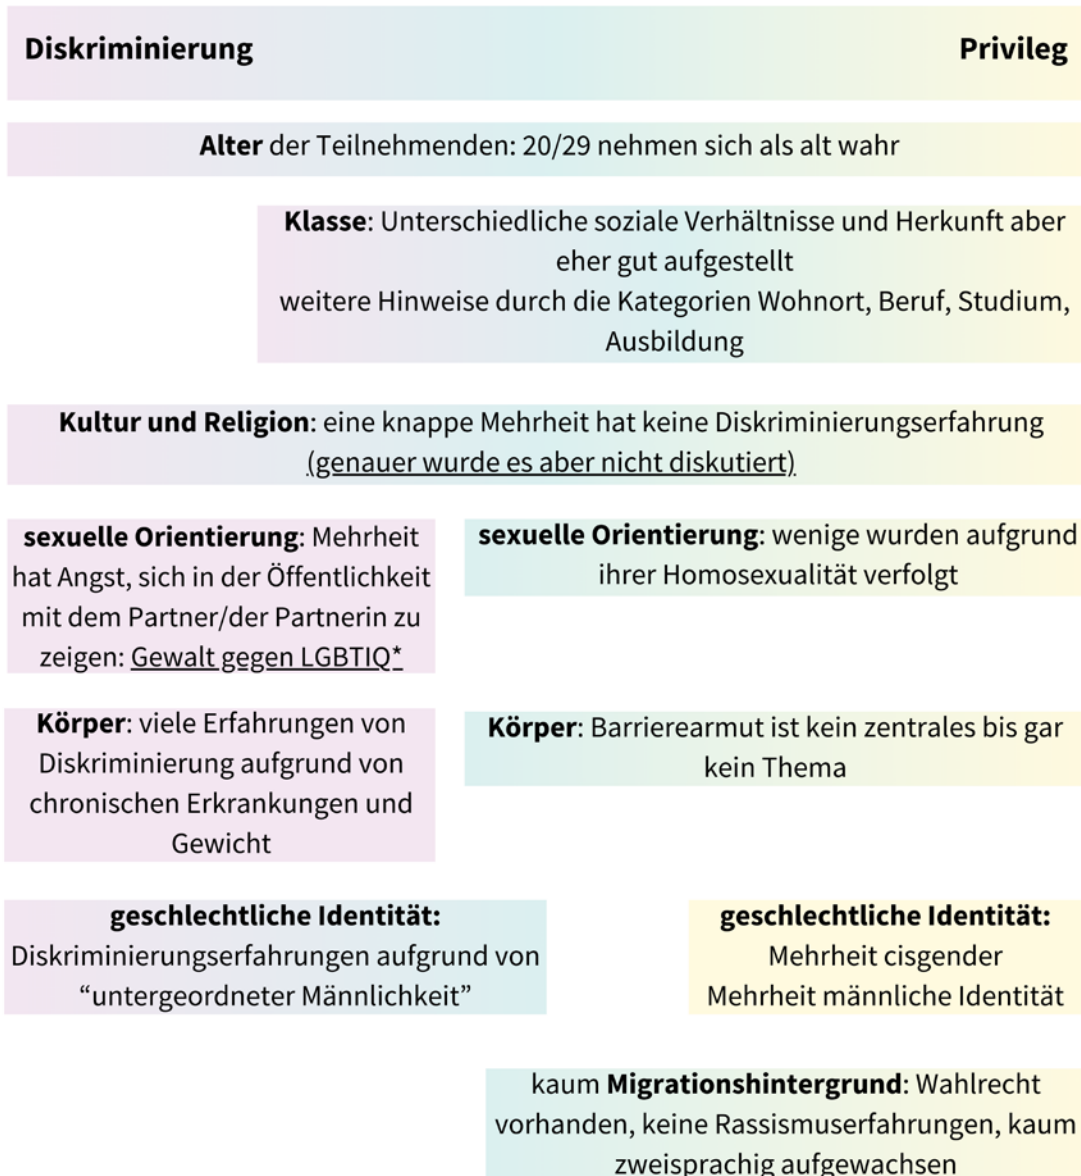 Diskriminierung Privileg
Alter der Teilnehmenden: 20/29 nehmen sich als alt wahr
Klasse: Unterschiedliche soziale Verhältnisse und Herkunft aber
eher gut aufgestellt
weitere Hinweise durch die Kategorien Wohnort, Beruf, Studium,
Ausbildung
Kultur und Religion: eine knappe Mehrheit hat keine Diskriminierungserfahrung
(genauer wurde es aber nicht diskutiert)
sexuelle Orientierung: Mehrheit
hat Angst, sich in der Öffentlichkeit
mit dem Partner/der Partnerin zu
zeigen: Gewalt gegen LGBTIQ*
sexuelle Orientierung: wenige wurden aufgrund
ihrer Homosexualität verfolgt
Körper: viele Erfahrungen von
Diskriminierung aufgrund von
chronischen Erkrankungen und
Gewicht
Körper: Barrierearmut ist kein zentrales bis gar
kein Thema
geschlechtliche Identität:
Diskriminierungserfahrungen aufgrund von
“untergeordneter Männlichkeit”
geschlechtliche Identität:
Mehrheit cisgender
Mehrheit männliche Identität
kaum Migrationshintergrund: Wahlrecht
vorhanden, keine Rassismuserfahrungen, kaum
zweisprachig aufgewachsen